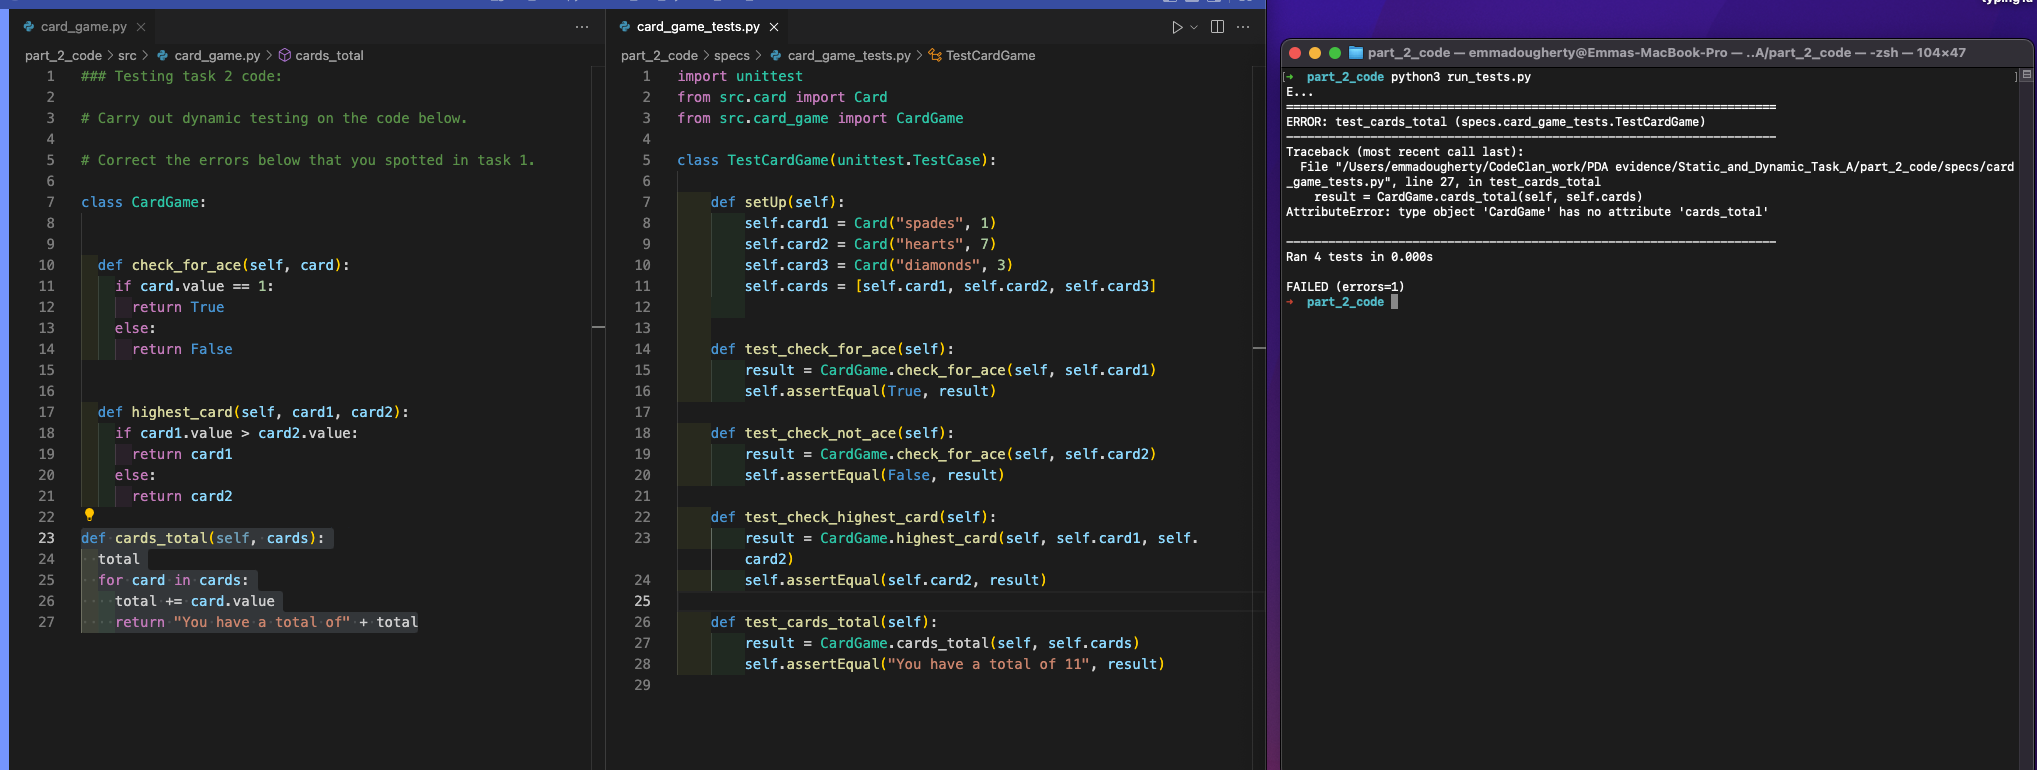 card_game.py
part_2_code > src > card_game.py > cards_total
1 ### Testing task 2 code:
2
3 # Carry out dynamic testing on the code below.
4
5 # Correct the errors below that you spotted in task 1.
6
7 class CardGame:
8
9
10 def check_for_ace(self, card):
11 if card.value == 1:
12 return True
13 else:
14 return False
15
16
17 def highest_card(self, card1, card2):
18 if card1.value > card2.value:
19 return card1
20 else:
21 return card2
22
23 def cards_total(self, cards):
24 total
25 for card in cards:
26 total += card.value
27 return "You have a total of" + total
card_game_tests.py
part_2_code > specs > card_game_tests.py > TestCardGame
1 import unittest
2 from src.card import Card
3 from src.card_game import CardGame
4
5 class TestCardGame(unittest.TestCase):
6
7 def setUp(self):
8 self.card1 = Card("spades", 1)
9 self.card2 = Card("hearts", 7)
10 self.card3 = Card("diamonds", 3)
11 self.cards = [self.card1, self.card2, self.card3]
12
13
14 def test_check_for_ace(self):
15 result = CardGame.check_for_ace(self, self.card1)
16 self.assertEqual(True, result)
17
18 def test_check_not_ace(self):
19 result = CardGame.check_for_ace(self, self.card2)
20 self.assertEqual(False, result)
21
22 def test_check_highest_card(self):
23 result = CardGame.highest_card(self, self.card1, self.
card2)
24 self.assertEqual(self.card2, result)
25
26 def test_cards_total(self):
27 result = CardGame.cards_total(self, self.cards)
28 self.assertEqual("You have a total of 11", result)
29
part_2_code — emmadougherty@Emmas-MacBook-Pro — ..A/part_2_code — -zsh — 104×47
[→ part_2_code python3 run_tests.py ]
E...
======================================================================
ERROR: test_cards_total (specs.card_game_tests.TestCardGame)
----------------------------------------------------------------------
Traceback (most recent call last):
File "/Users/emmadougherty/CodeClan_work/PDA evidence/Static_and_Dynamic_Task_A/part_2_code/specs/card
_game_tests.py", line 27, in test_cards_total
result = CardGame.cards_total(self, self.cards)
AttributeError: type object 'CardGame' has no attribute 'cards_total'
----------------------------------------------------------------------
Ran 4 tests in 0.000s
FAILED (errors=1)
→ part_2_code